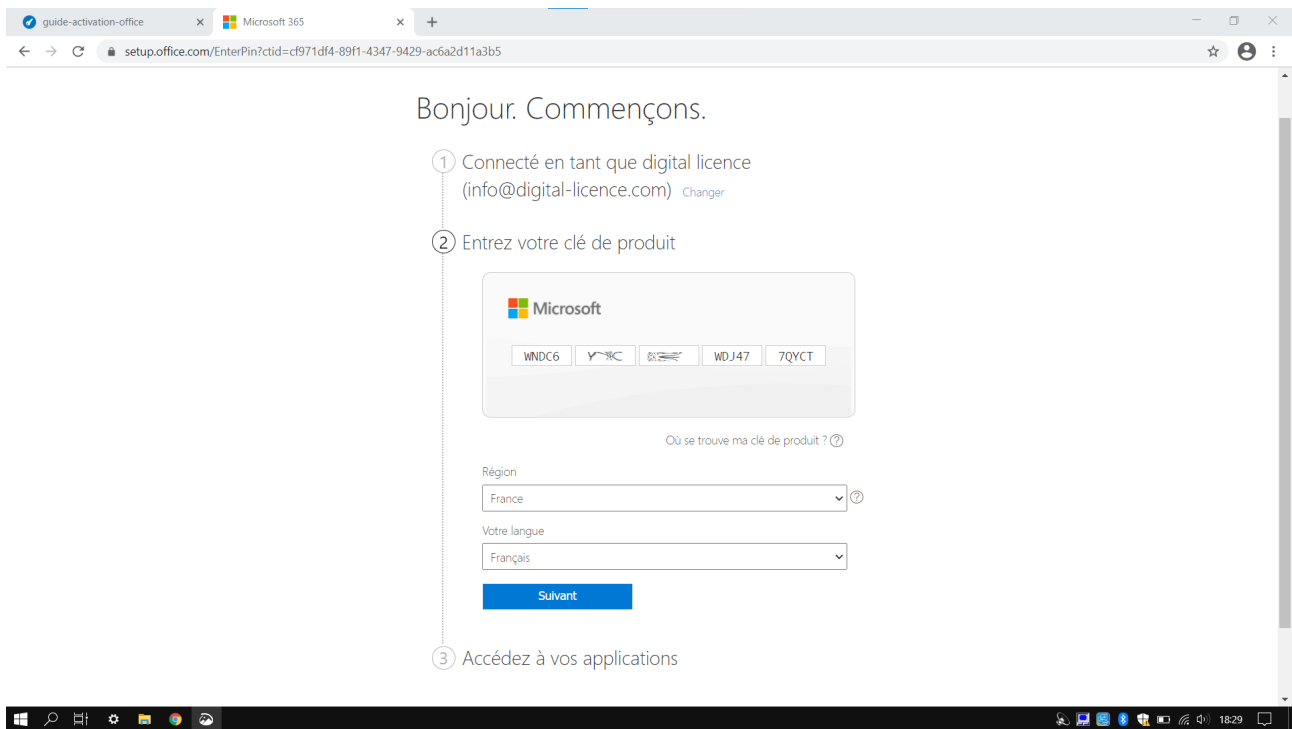 guide-activation-office
Microsoft 365
setup.office.com/EnterPin?ctid=cf971df4-89f1-4347-9429-ac6a2d11a3b5
Bonjour. Commençons.
1 Connecté en tant que digital licence
(info@digital-licence.com) Changer
2 Entrez votre clé de produit
Microsoft
WNDC6 WDJ47 7QYCT
Où se trouve ma clé de produit ? ?
Région
France ?
Votre langue
Français
Suivant
3 Accédez à vos applications
18:29